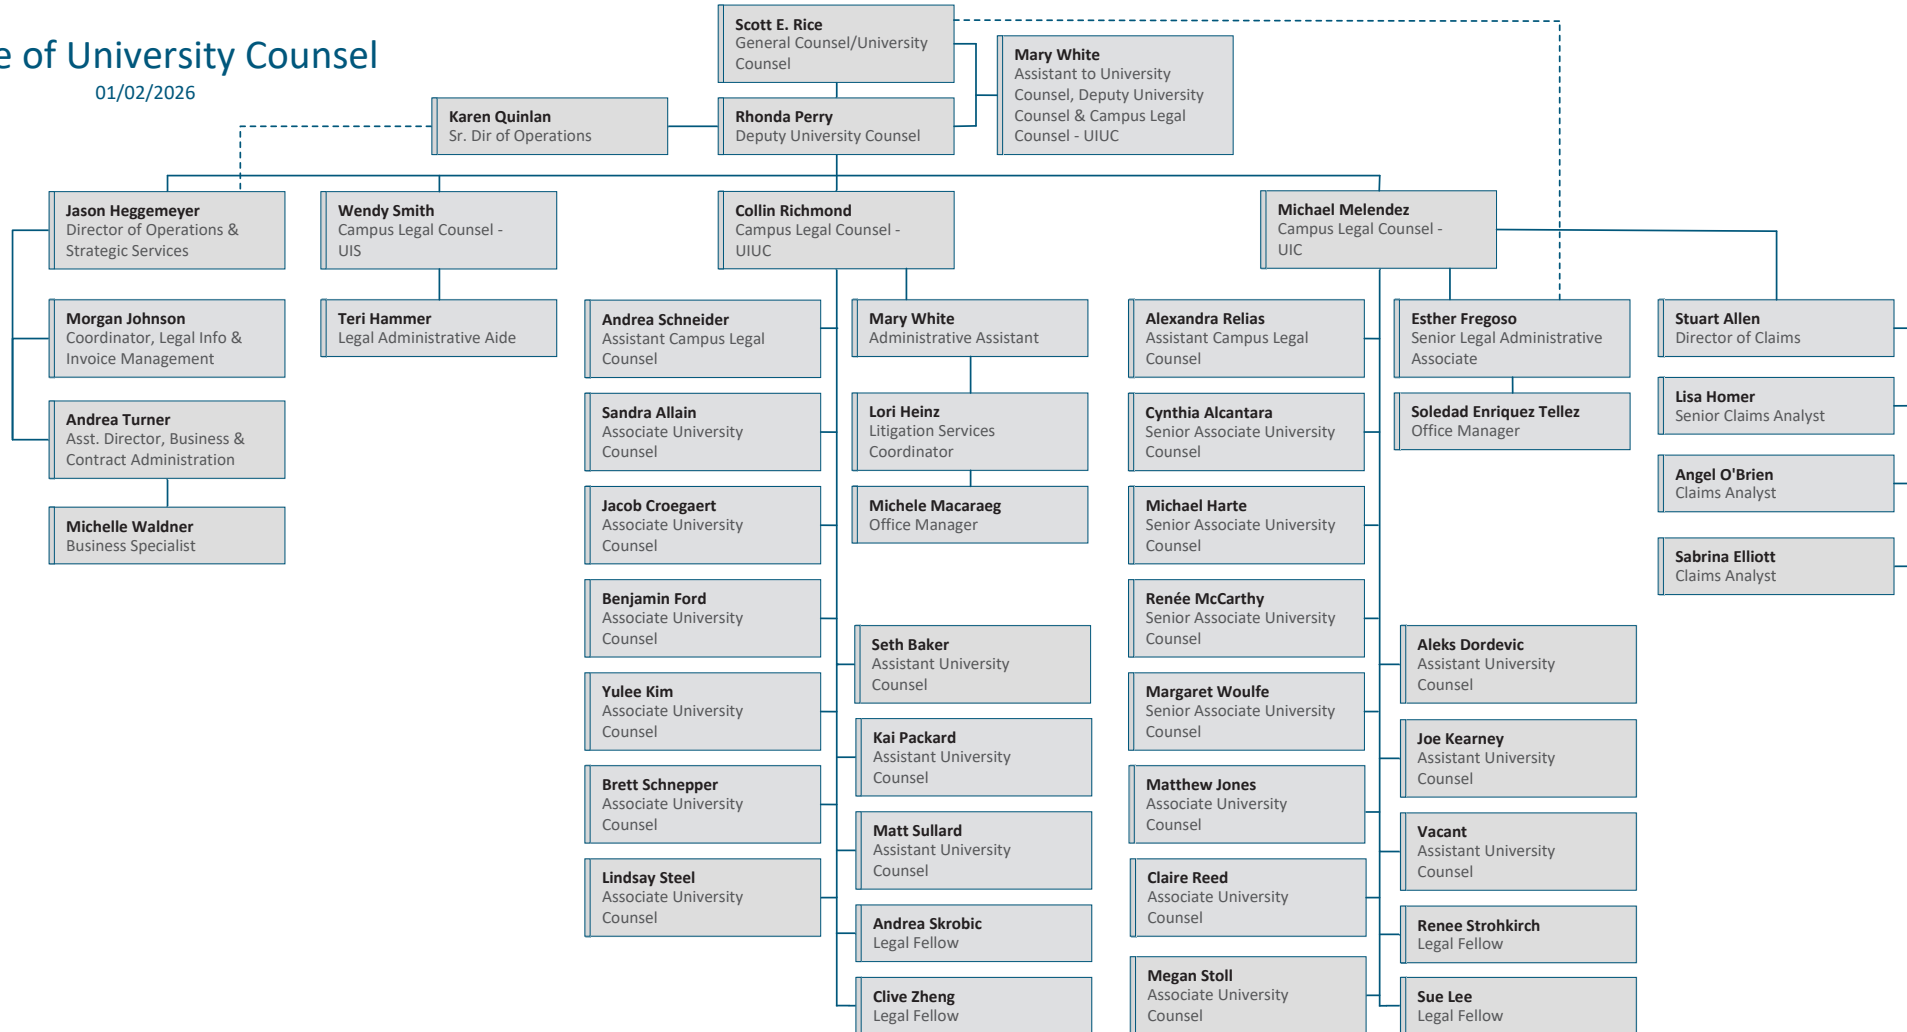 e of University Counsel
01/02/2026
Scott E. Rice
General Counsel/University
Counsel
Mary White
Assistant to University
Counsel, Deputy University
Counsel & Campus Legal
Counsel - UIUC
Karen Quinlan
Sr. Dir of Operations
Rhonda Perry
Deputy University Counsel
Jason Heggemeyer
Director of Operations &
Strategic Services
Wendy Smith
Campus Legal Counsel -
UIS
Collin Richmond
Campus Legal Counsel -
UIUC
Michael Melendez
Campus Legal Counsel -
UIC
Morgan Johnson
Coordinator, Legal Info &
Invoice Management
Andrea Turner
Asst. Director, Business &
Contract Administration
Michelle Waldner
Business Specialist
Teri Hammer
Legal Administrative Aide
Andrea Schneider
Assistant Campus Legal
Counsel
Sandra Allain
Associate University
Counsel
Jacob Croegaert
Associate University
Counsel
Benjamin Ford
Associate University
Counsel
Yulee Kim
Associate University
Counsel
Brett Schnepper
Associate University
Counsel
Lindsay Steel
Associate University
Counsel
Mary White
Administrative Assistant
Lori Heinz
Litigation Services
Coordinator
Michele Macaraeg
Office Manager
Seth Baker
Assistant University
Counsel
Kai Packard
Assistant University
Counsel
Matt Sullard
Assistant University
Counsel
Andrea Skrobic
Legal Fellow
Clive Zheng
Legal Fellow
Alexandra Relias
Assistant Campus Legal
Counsel
Cynthia Alcantara
Senior Associate University
Counsel
Michael Harte
Senior Associate University
Counsel
Renée McCarthy
Senior Associate University
Counsel
Margaret Woulfe
Senior Associate University
Counsel
Matthew Jones
Associate University
Counsel
Claire Reed
Associate University
Counsel
Megan Stoll
Associate University
Counsel
Esther Fregoso
Senior Legal Administrative
Associate
Soledad Enriquez Tellez
Office Manager
Aleks Dordevic
Assistant University
Counsel
Joe Kearney
Assistant University
Counsel
Vacant
Assistant University
Counsel
Renee Strohkirch
Legal Fellow
Sue Lee
Legal Fellow
Stuart Allen
Director of Claims
Lisa Homer
Senior Claims Analyst
Angel O'Brien
Claims Analyst
Sabrina Elliott
Claims Analyst